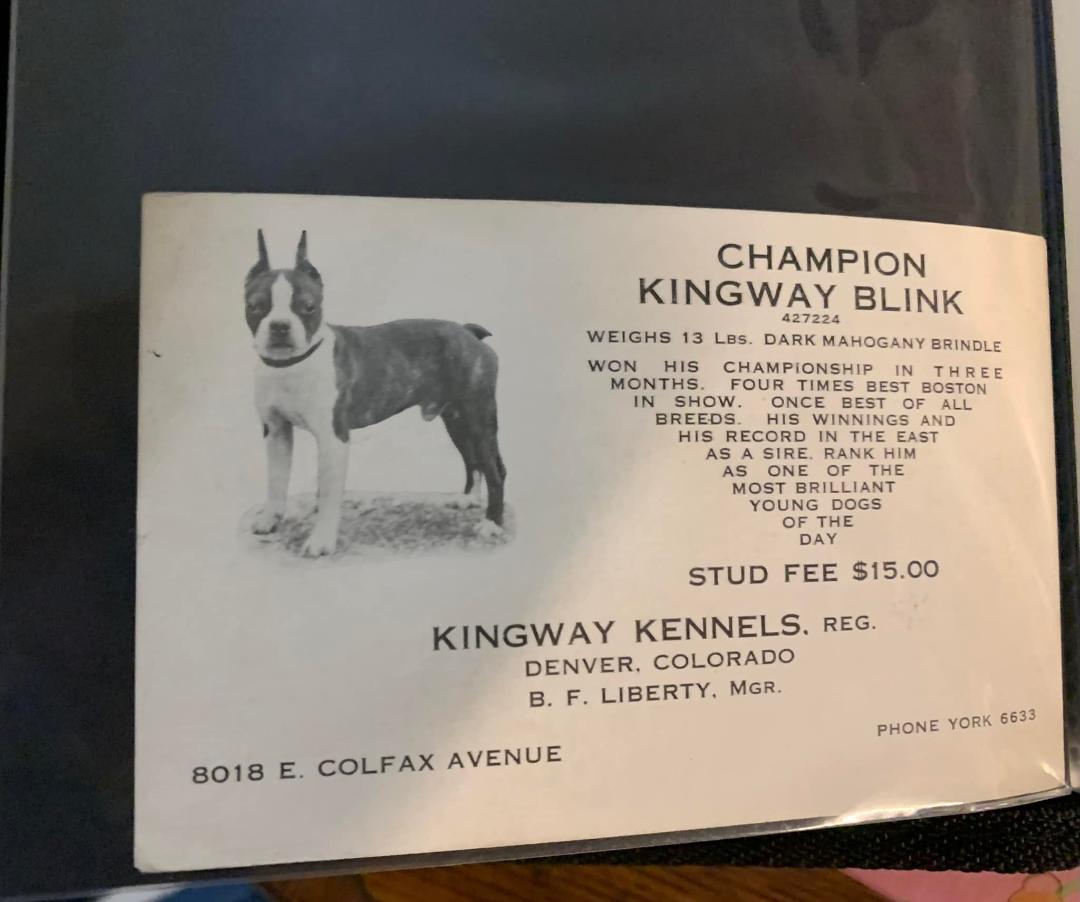 CHAMPION
KINGWAY BLINK
427224
WEIGHS 13 LBS. DARK MAHOGANY BRINDLE
WON HIS CHAMPIONSHIP IN THREE
MONTHS. FOUR TIMES BEST BOSTON
IN SHOW. ONCE BEST OF ALL
BREEDS. HIS WINNINGS AND
HIS RECORD IN THE EAST
AS A SIRE. RANK HIM
AS ONE OF THE
MOST BRILLIANT
YOUNG DOGS
OF THE
DAY
STUD FEE $15.00
KINGWAY KENNELS. REG.
DENVER, COLORADO
B. F. LIBERTY, MGR.
PHONE YORK 6633
8018 E. COLFAX AVENUE